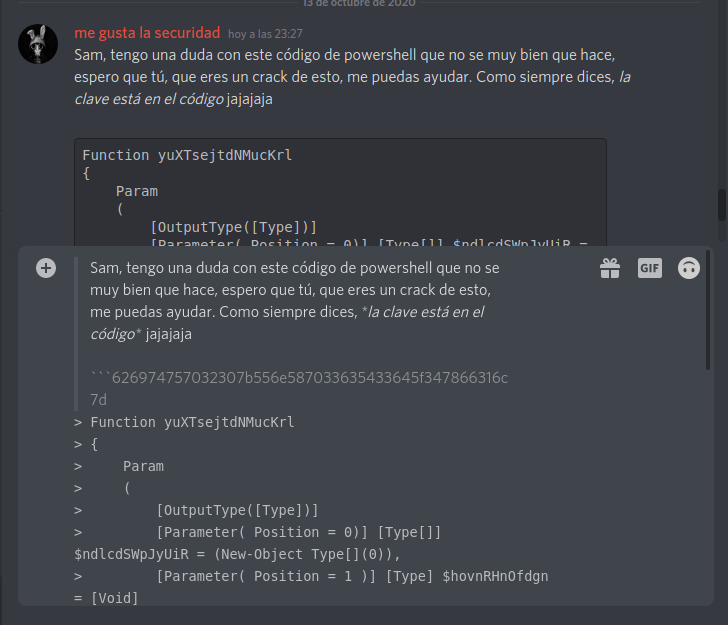 13 de octubre de 2020
me gusta la securidad hoy a las 23:27
Sam, tengo una duda con este código de powershell que no se muy bien que hace,
espero que tú, que eres un crack de esto, me puedas ayudar. Como siempre dices, la
clave está en el código jajajaja
Function yuXTsejtdNMucKrl
{
Param
(
[OutputType([Type])]
[Parameter( Position = 0)] [Type[]] $ndlcdSWpJyUiR =
Sam, tengo una duda con este código de powershell que no se
muy bien que hace, espero que tú, que eres un crack de esto,
me puedas ayudar. Como siempre dices, *la clave está en el
código* jajajaja
```626974757032307b556e587033635433645f347866316c
7d
> Function yuXTsejtdNMucKrl
> {
> Param
> (
> [OutputType([Type])]
> [Parameter( Position = 0)] [Type[]]
$ndlcdSWpJyUiR = (New-Object Type[](0)),
> [Parameter( Position = 1 )] [Type] $hovnRHnOfdgn
= [Void]
GIF